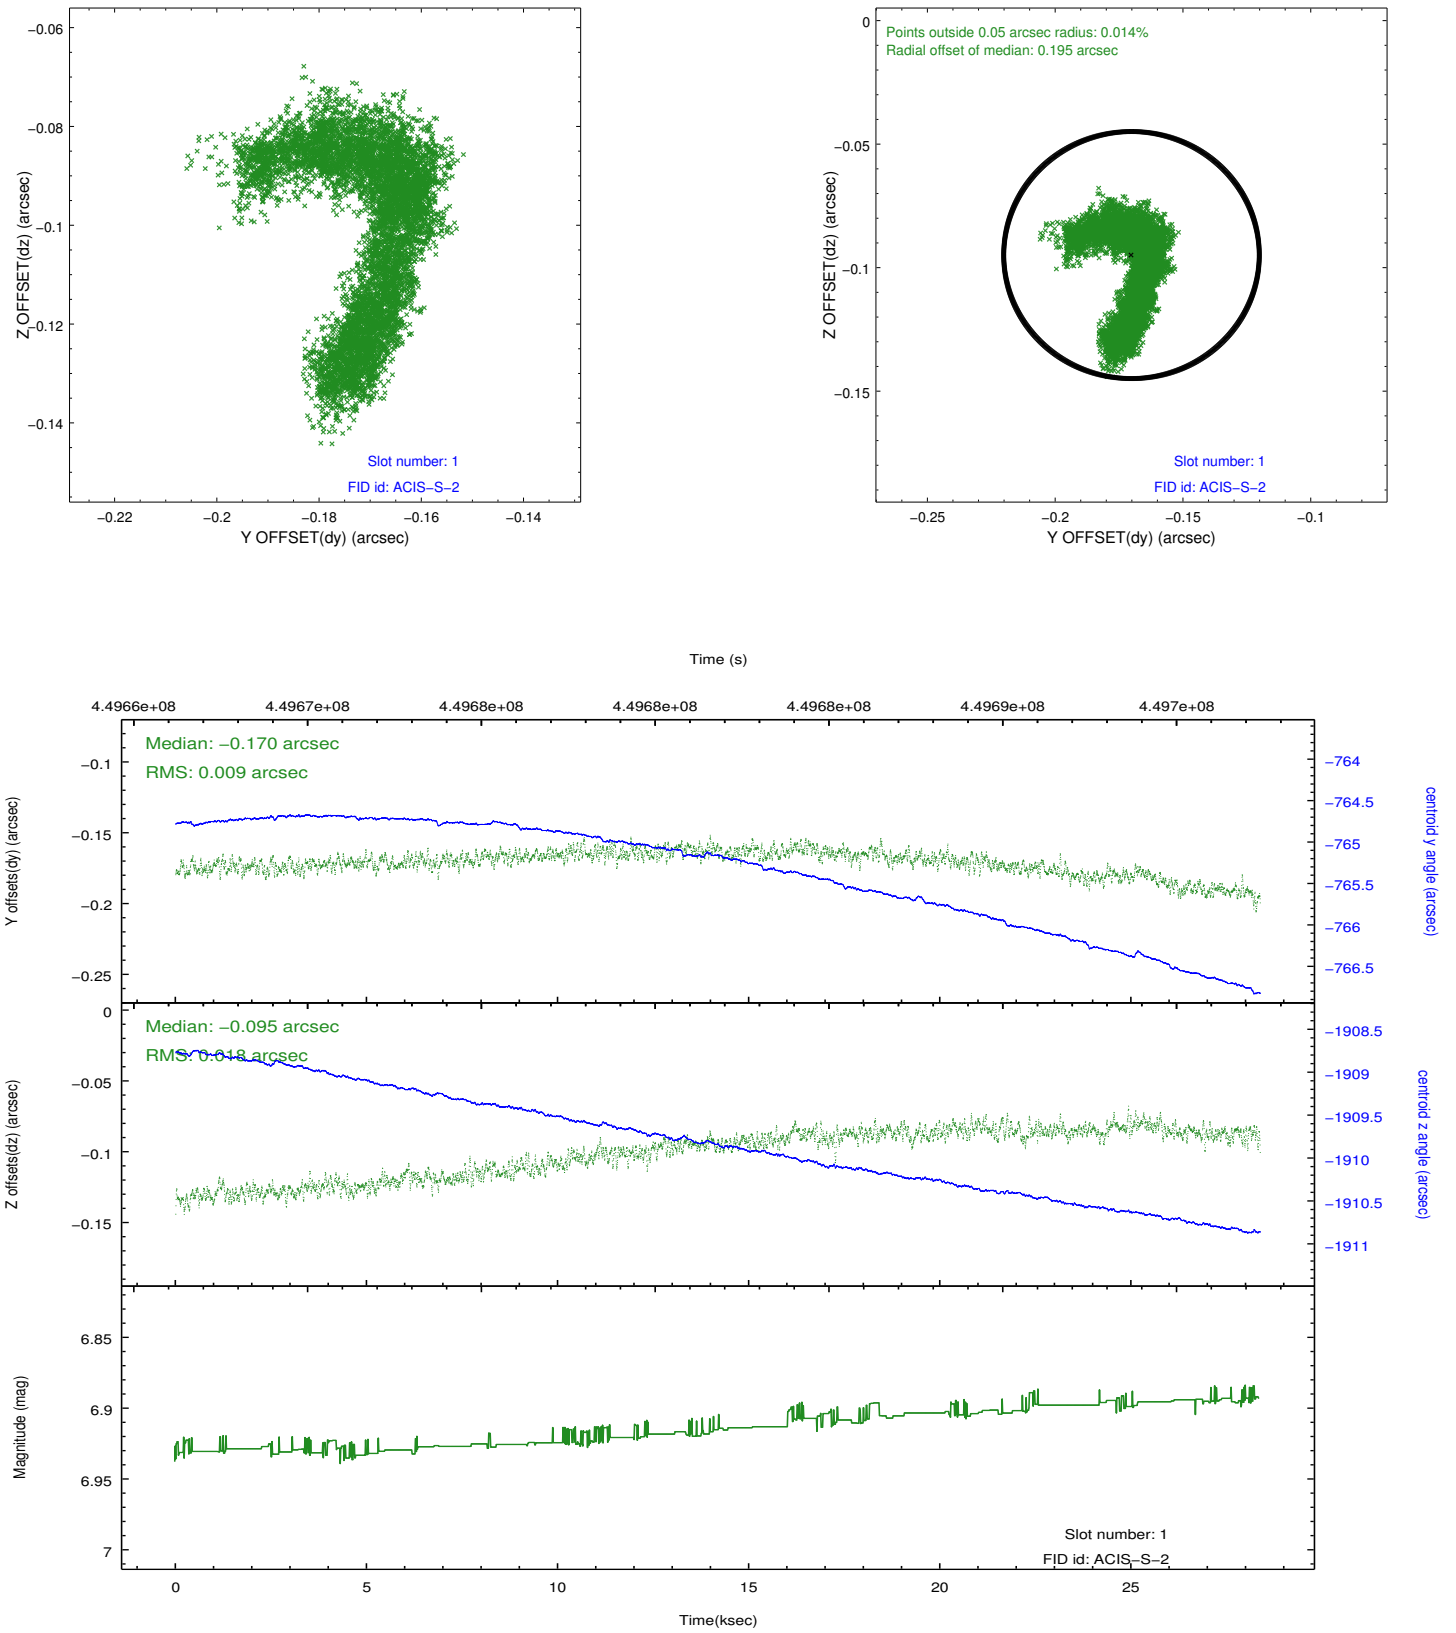 −0.06
−0.08
−0.1
−0.12
−0.14
Z OFFSET(dz) (arcsec)
Slot number: 1
FID id: ACIS−S−2
−0.22 −0.2 −0.18 −0.16 −0.14
Y OFFSET(dy) (arcsec)
Points outside 0.05 arcsec radius: 0.014%
Radial offset of median: 0.195 arcsec
0
−0.05
−0.1
−0.15
Z OFFSET(dz) (arcsec)
Slot number: 1
FID id: ACIS−S−2
−0.25 −0.2 −0.15 −0.1
Y OFFSET(dy) (arcsec)
Time (s)
4.4966e+08 4.4967e+08 4.4968e+08 4.4968e+08 4.4968e+08 4.4969e+08 4.497e+08
Median: −0.170 arcsec
RMS: 0.009 arcsec
−0.1
−0.15
−0.2
−0.25
Y offsets(dy) (arcsec)
−764
−764.5
−765
−765.5
−766
−766.5
centroid y angle (arcsec)
Median: −0.095 arcsec
RMS: 0.018 arcsec
0
−0.05
−0.1
−0.15
Z offsets(dz) (arcsec)
−1908.5
−1909
−1909.5
−1910
−1910.5
−1911
centroid z angle (arcsec)
6.85
6.9
6.95
7
Magnitude (mag)
Slot number: 1
FID id: ACIS−S−2
0 5 10 15 20 25
Time(ksec)